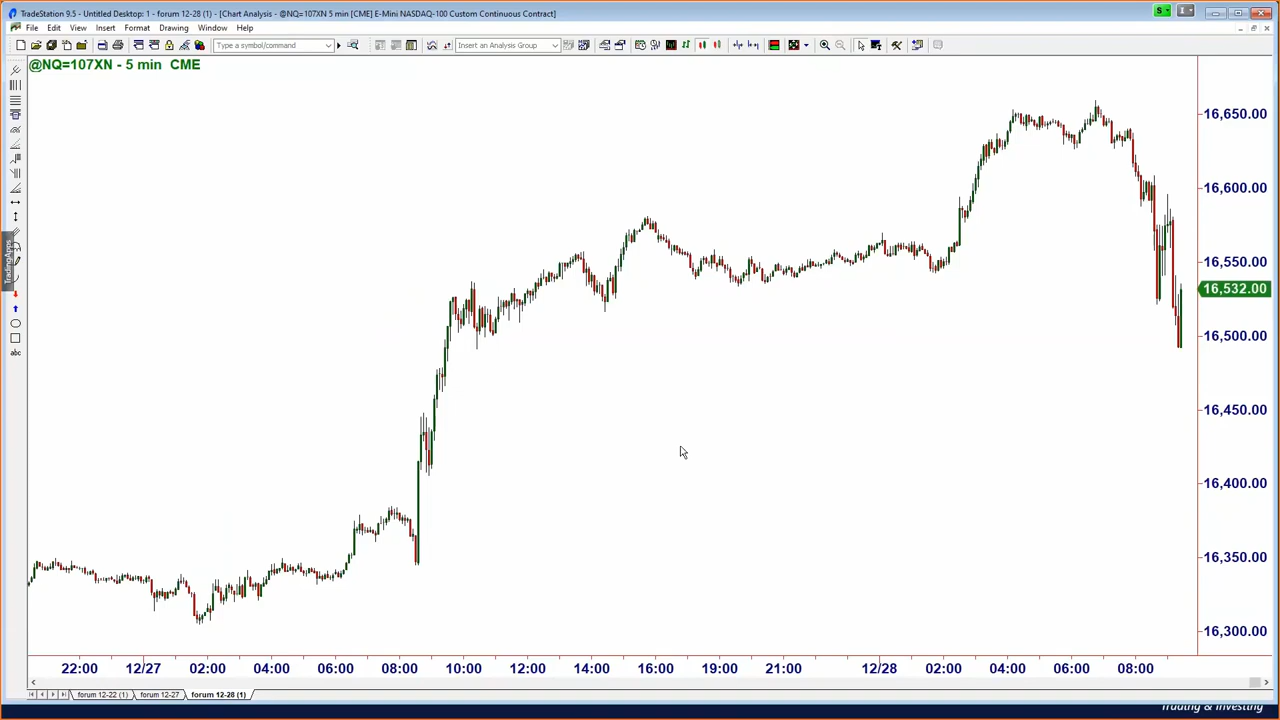 TradeStation 9.5 - Untitled Desktop: 1 - forum 12-28 (1) - [Chart Analysis - @NQ=107XN 5 min [CME] E-Mini NASDAQ-100 Custom Continuous Contract]
S
I
File Edit View Insert Format Drawing Window Help
Type a symbol/command
Insert an Analysis Group
@NQ=107XN - 5 min CME
TradingApps
abc
16,650.00
16,600.00
16,550.00
16,532.00
16,500.00
16,450.00
16,400.00
16,350.00
16,300.00
22:00 12/27 02:00 04:00 06:00 08:00 10:00 12:00 14:00 16:00 19:00 21:00 12/28 02:00 04:00 06:00 08:00
forum 12-22 (1) forum 12-27 forum 12-28 (1)
Trading & Investing